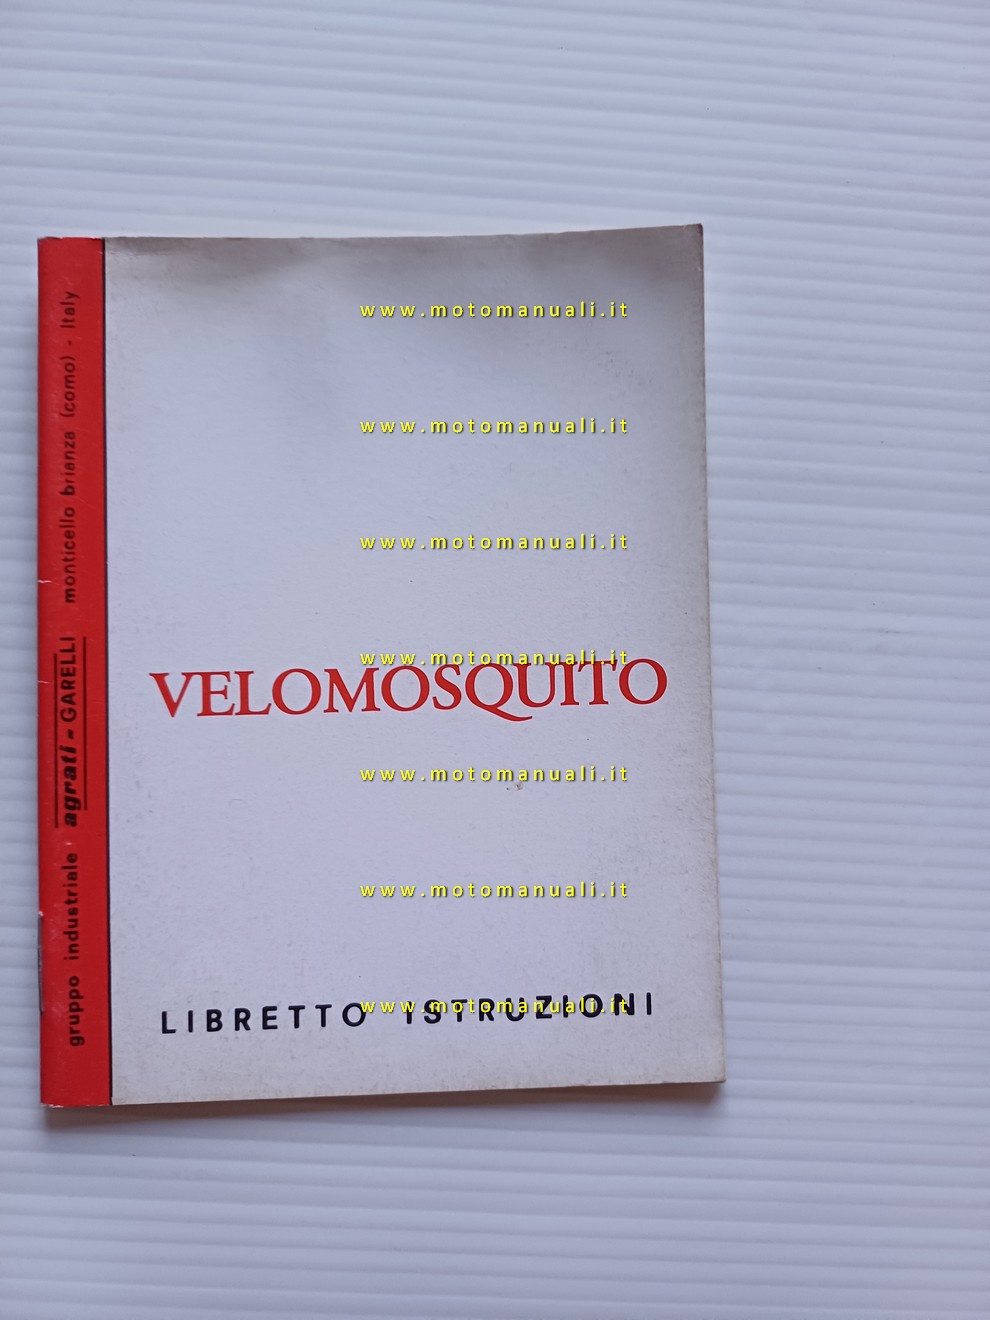 gruppo industriale agrati - GARELLI monticello brianza (como) - Italy
www.motomanuali.it
www.motomanuali.it
www.motomanuali.it
www.motomanuali.it
VELOMOSQUITO
www.motomanuali.it
www.motomanuali.it
www.motomanuali.it
LIBRETTO ISTRUZIONI